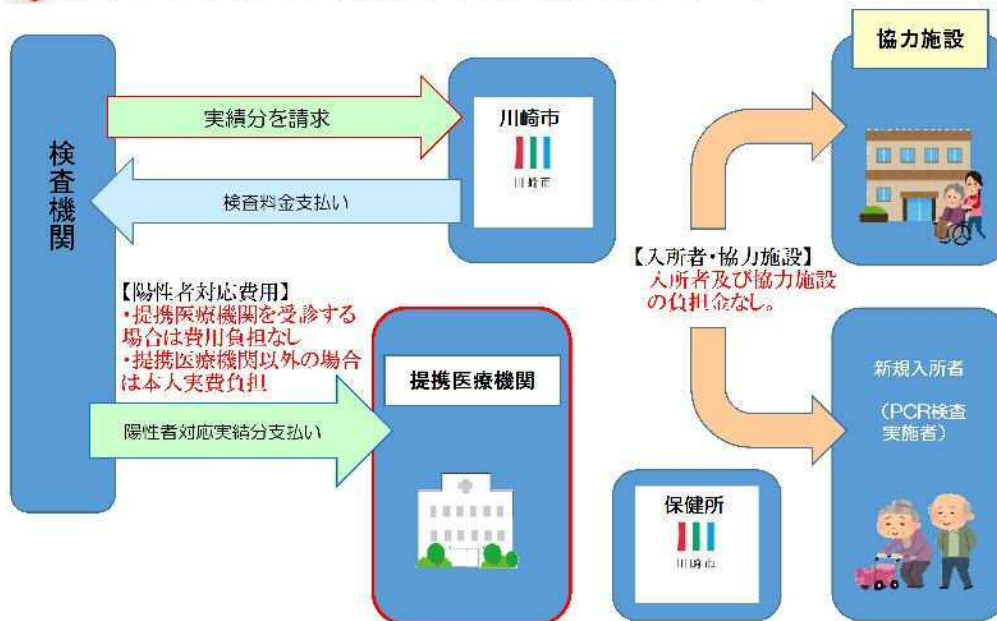 協力施設
検査機関
実績分を請求
川崎市
川崎市
検査料金支払い
【入所者・協力施設】
入所者及び協力施設
の負担金なし。
【陽性者対応費用】
・提携医療機関を受診する
場合は費用負担なし
・提携医療機関以外の場合
は本人実費負担
提携医療機関
陽性者対応実績分支払い
新規入所者
(PCR検査
実施者)
保健所
川崎市